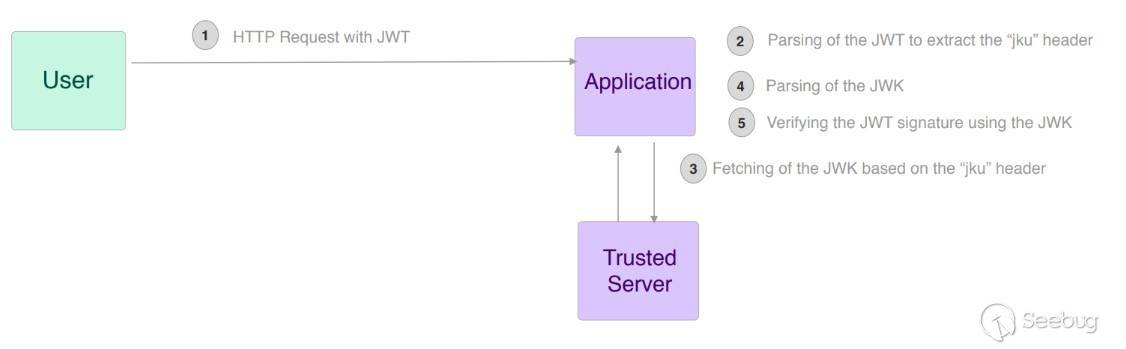 1 HTTP Request with JWT
User
Application
2 Parsing of the JWT to extract the “jku” header
4 Parsing of the JWK
5 Verifying the JWT signature using the JWK
3 Fetching of the JWK based on the “jku” header
Trusted
Server
Seebug